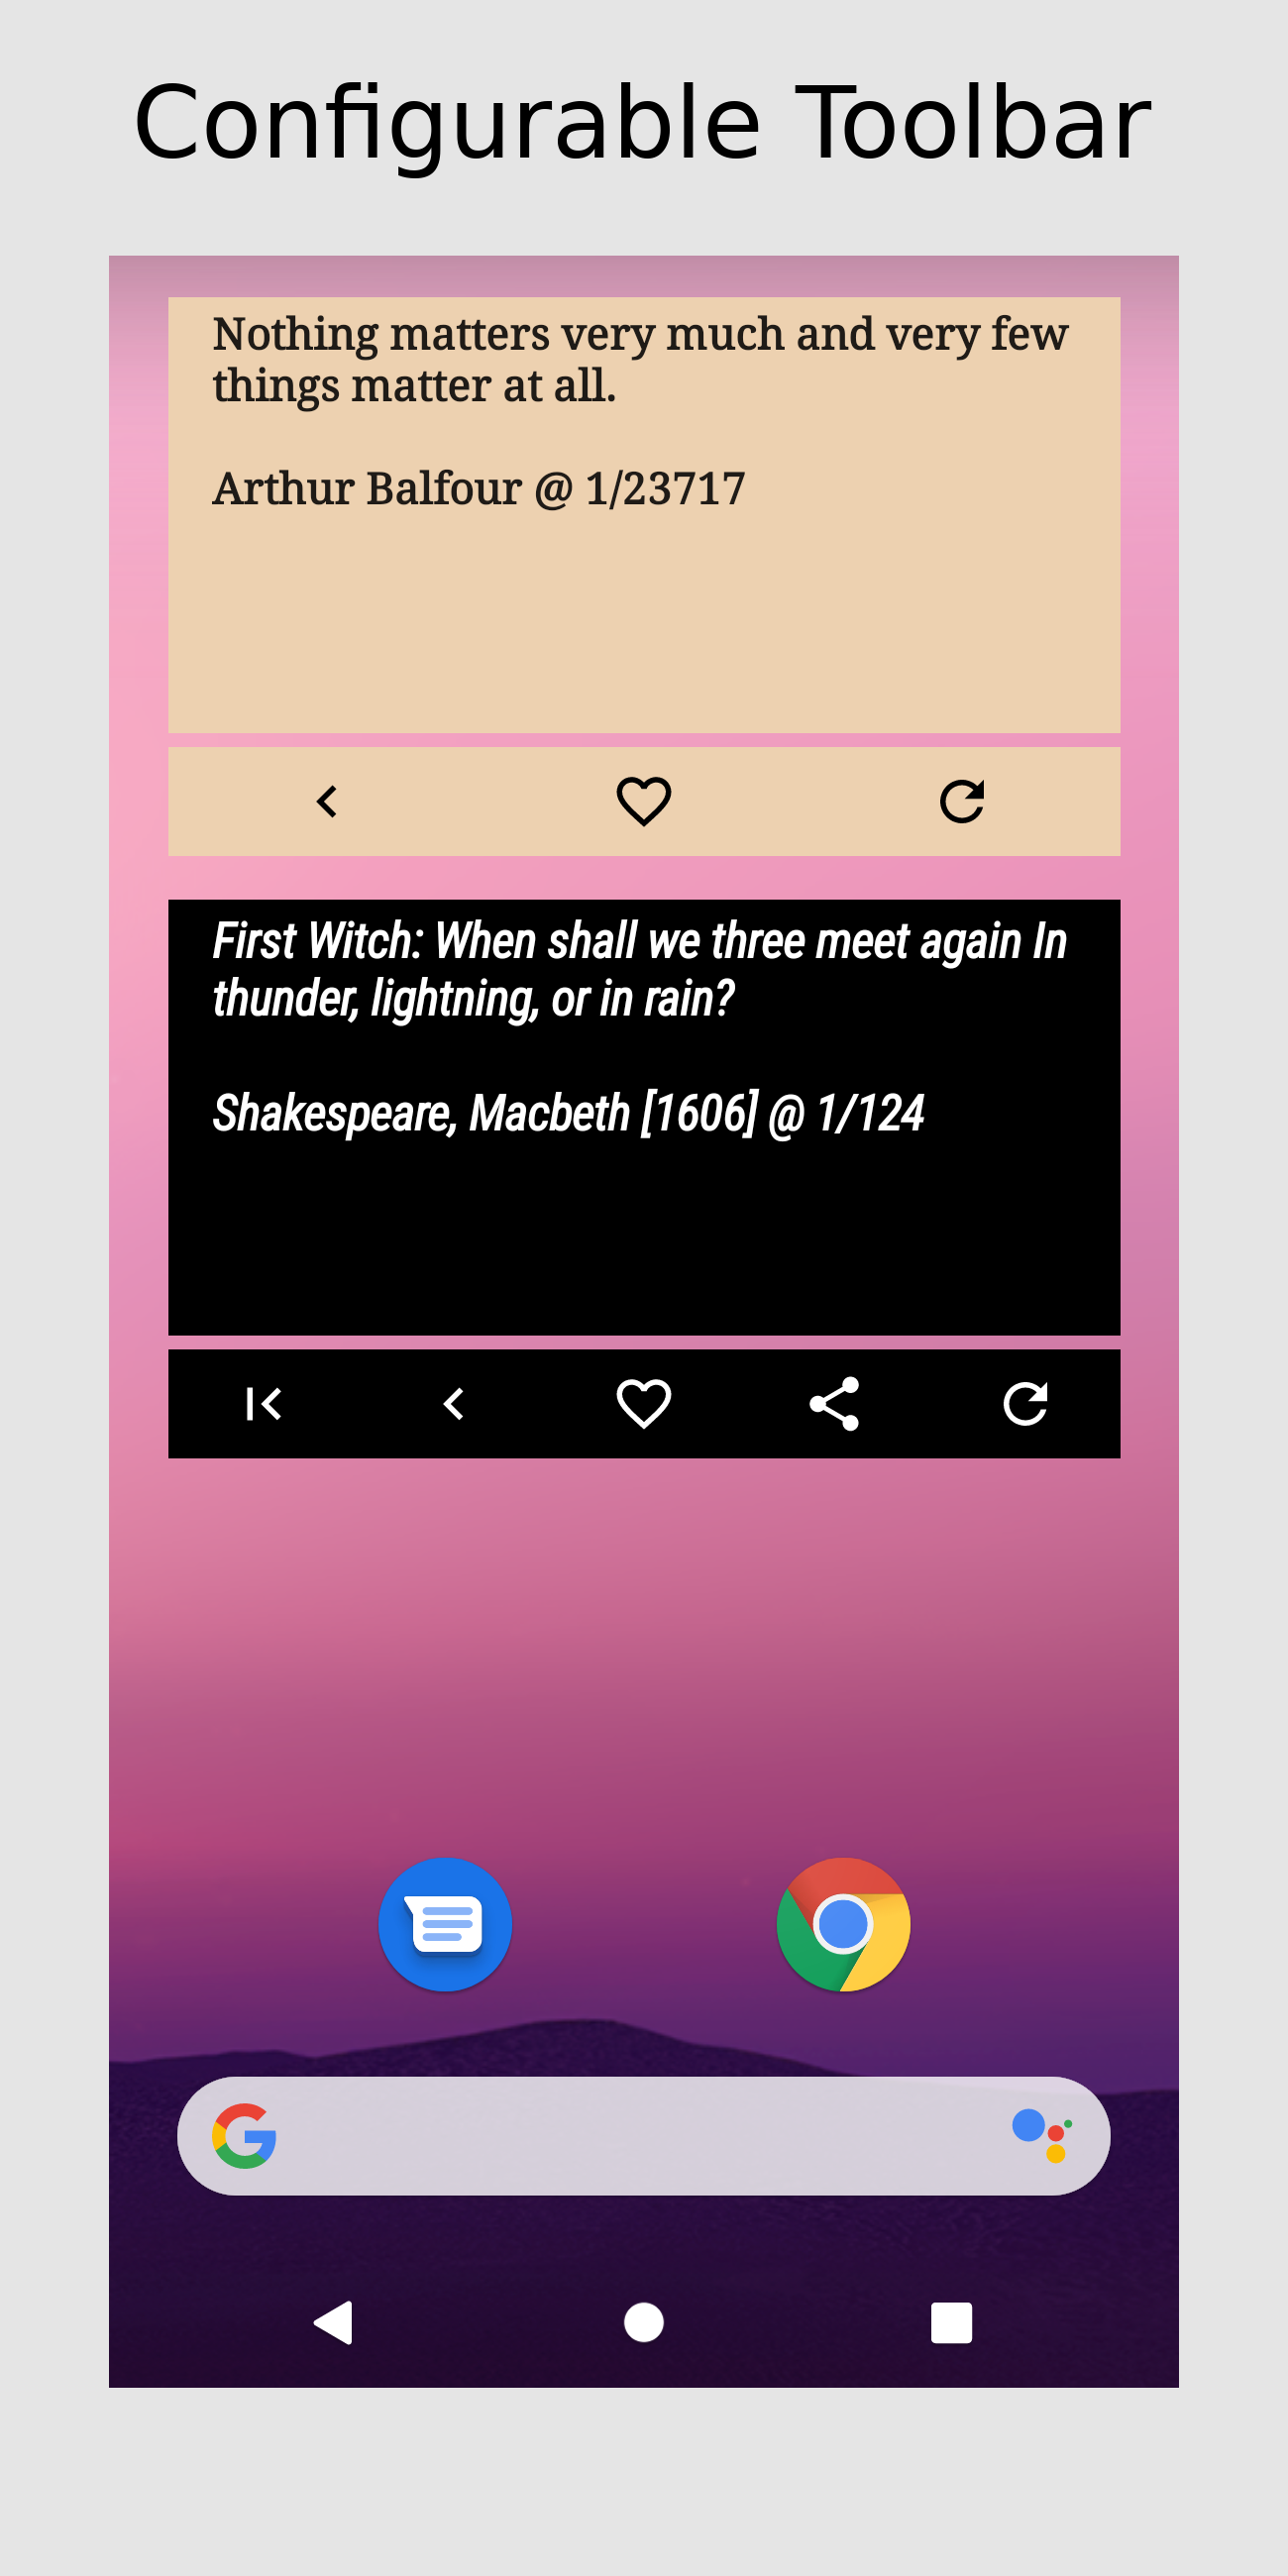 Configurable Toolbar
Nothing matters very much and very few
things matter at all.
Arthur Balfour @ 1/23717
First Witch: When shall we three meet again In
thunder, lightning, or in rain?
Shakespeare, Macbeth [1606] @ 1/124